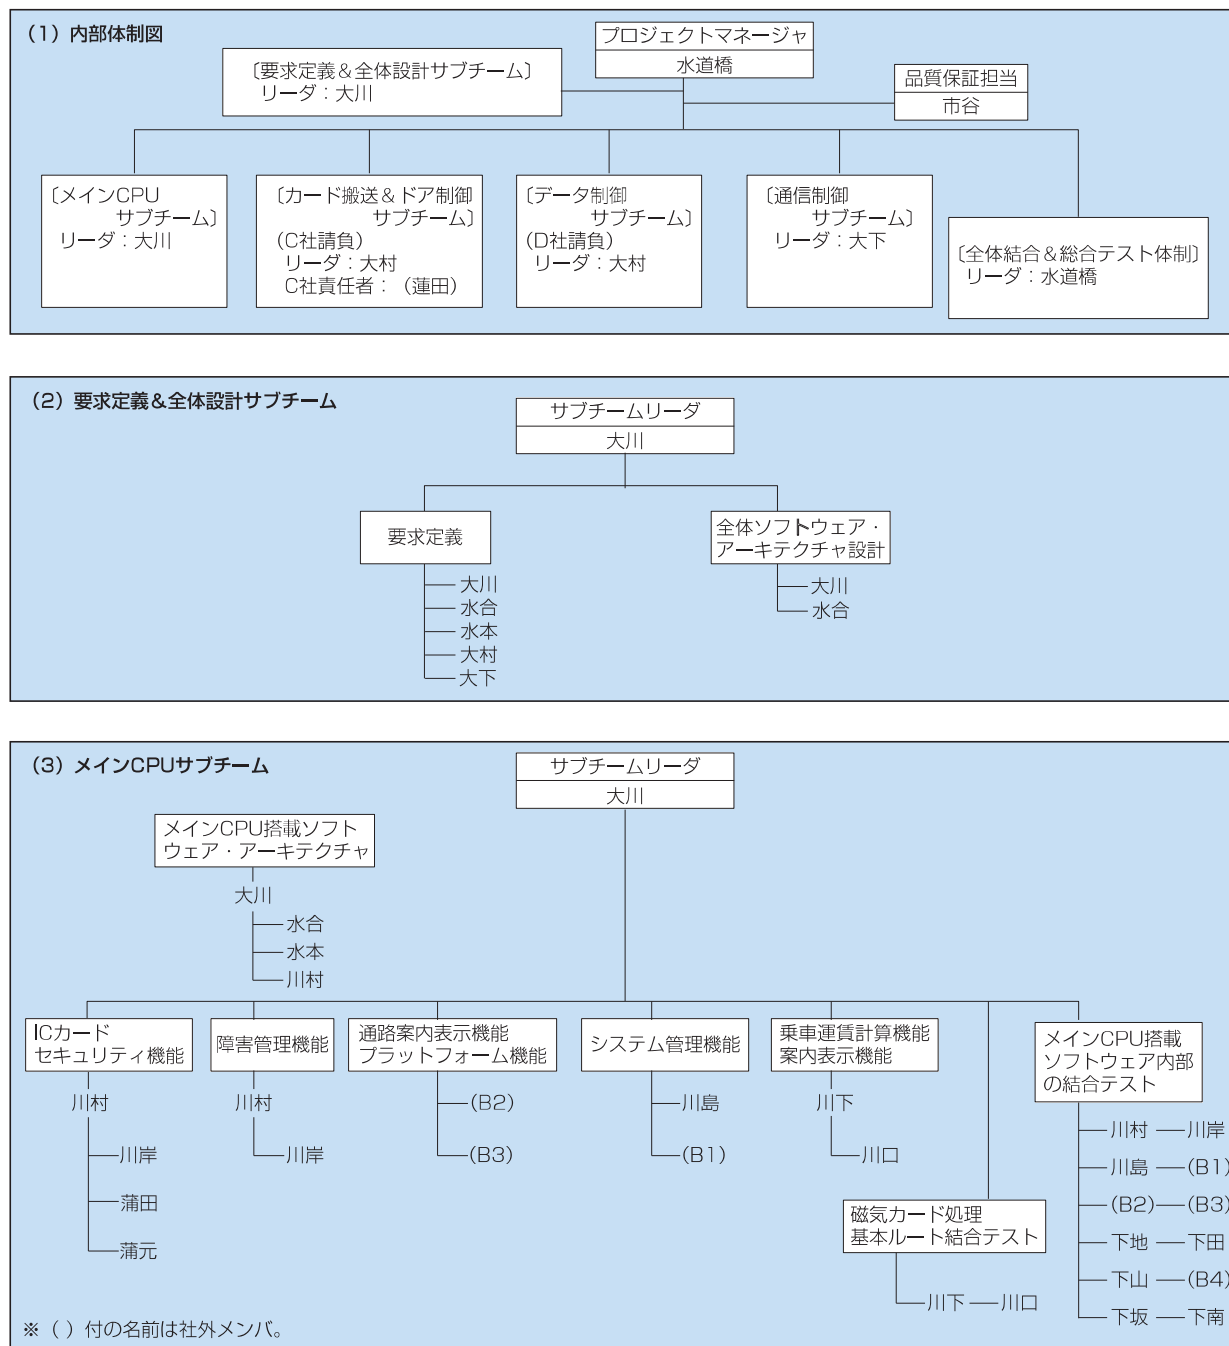 (1) 内部体制図
プロジェクトマネージャ
水道橋
〔要求定義&全体設計サブチーム〕
リーダ:大川
品質保証担当
市谷
〔メインCPU
サブチーム〕
リーダ:大川
〔カード搬送&ドア制御
サブチーム〕
(C社請負)
リーダ:大村
C社責任者:(蓮田)
〔データ制御
サブチーム〕
(D社請負)
リーダ:大村
〔通信制御
サブチーム〕
リーダ:大下
〔全体結合&総合テスト体制〕
リーダ:水道橋
(2) 要求定義&全体設計サブチーム
サブチームリーダ
大川
要求定義
大川
水合
水本
大村
大下
全体ソフトウェア・
アーキテクチャ設計
大川
水合
(3) メインCPUサブチーム
サブチームリーダ
大川
メインCPU搭載ソフト
ウェア・アーキテクチャ
大川
水合
水本
川村
ICカード
セキュリティ機能
川村
川岸
蒲田
蒲元
障害管理機能
川村
川岸
通路案内表示機能
プラットフォーム機能
(B2)
(B3)
システム管理機能
川島
(B1)
乗車運賃計算機能
案内表示機能
川下
川口
磁気カード処理
基本ルート結合テスト
川下 川口
メインCPU搭載
ソフトウェア内部
の結合テスト
川村 川岸
川島 (B1)
(B2) (B3)
下地 下田
下山 (B4)
下坂 下南
※( )付の名前は社外メンバ。